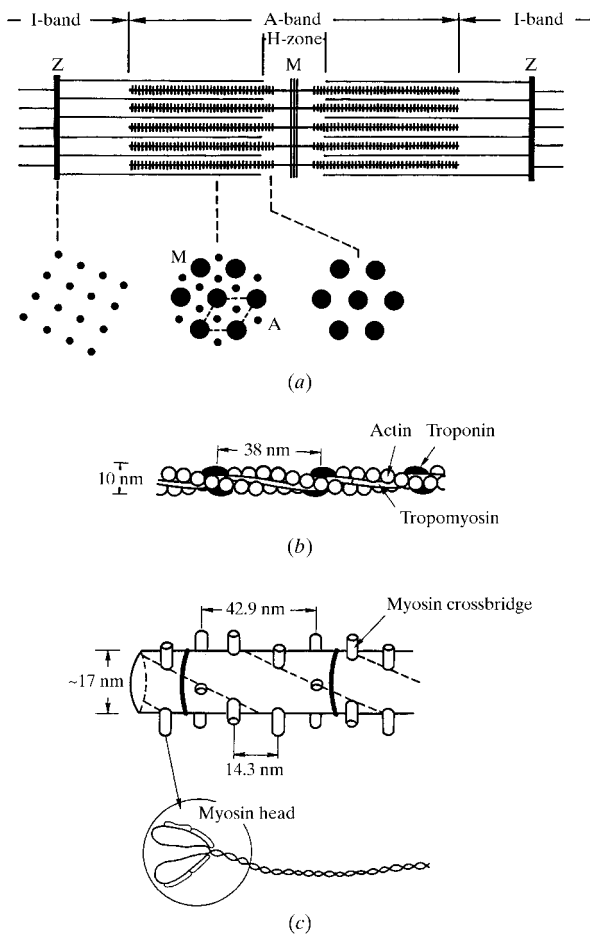 I-band A-band I-band
H-zone
Z M Z
M
A
(a)
38 nm Actin Troponin
10 nm
Tropomyosin
(b)
42.9 nm Myosin crossbridge
~17 nm
14.3 nm
Myosin head
(c)